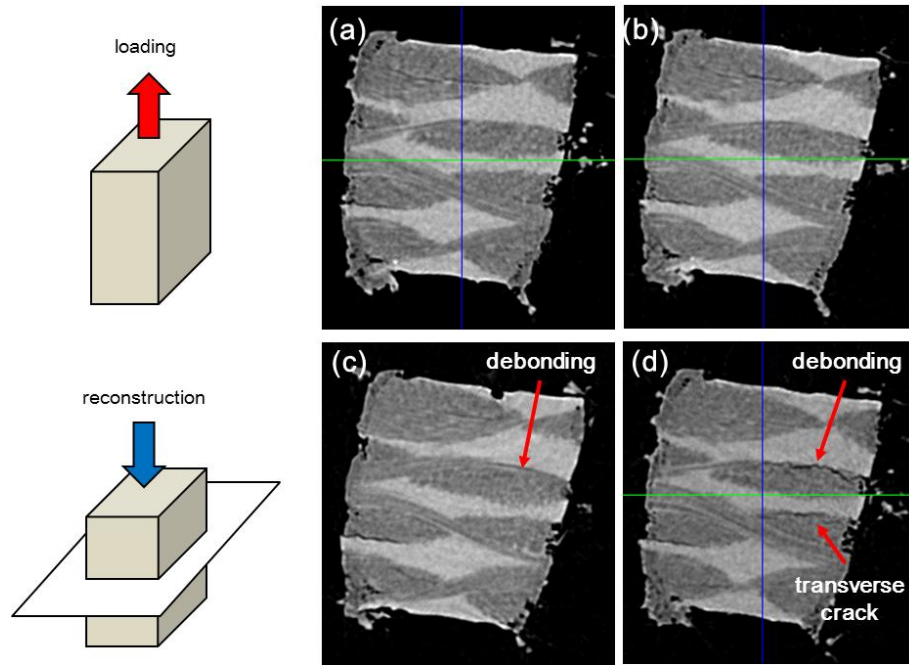 loading
(a)
(b)
reconstruction
(c)
debonding
(d)
debonding
transverse
crack